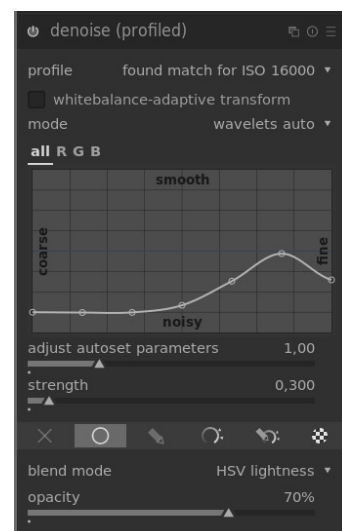 denoise (profiled)
profile found match for ISO 16000
whitebalance-adaptive transform
mode wavelets auto
all R G B
smooth
coarse
fine
noisy
adjust autoset parameters 1,00
strength 0,300
blend mode HSV lightness
opacity 70%